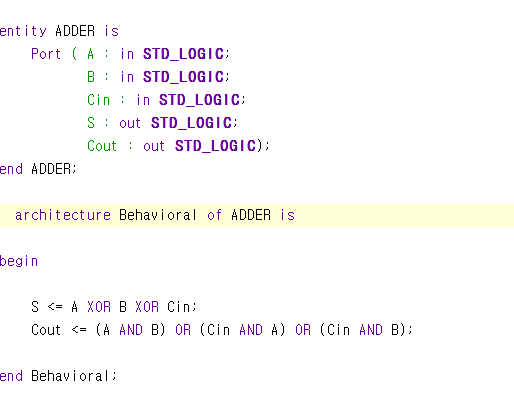 entity ADDER is
Port ( A : in STD_LOGIC;
B : in STD_LOGIC;
Cin : in STD_LOGIC;
S : out STD_LOGIC;
Cout : out STD_LOGIC);
end ADDER;
architecture Behavioral of ADDER is
begin
S <= A XOR B XOR Cin;
Cout <= (A AND B) OR (Cin AND A) OR (Cin AND B);
end Behavioral;